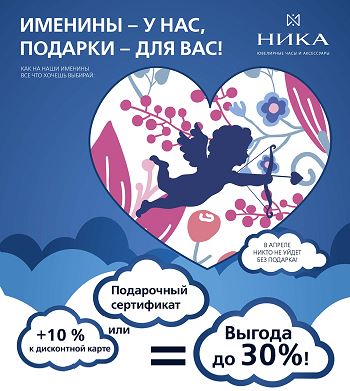 ИМЕНИНЫ – У НАС,
ПОДАРКИ – ДЛЯ ВАС!
КАК НА НАШИ ИМЕНИНЫ
ВСЕ ЧТО ХОЧЕШЬ ВЫБИРАЙ:
НИКА
ЮВЕЛИРНЫЕ ЧАСЫ И АКСЕССУАРЫ
В АПРЕЛЕ
НИКТО НЕ УЙДЕТ
БЕЗ ПОДАРКА!
Подарочный
сертификат
или
+10 %
к дисконтной карте
=
Выгода
до 30%!